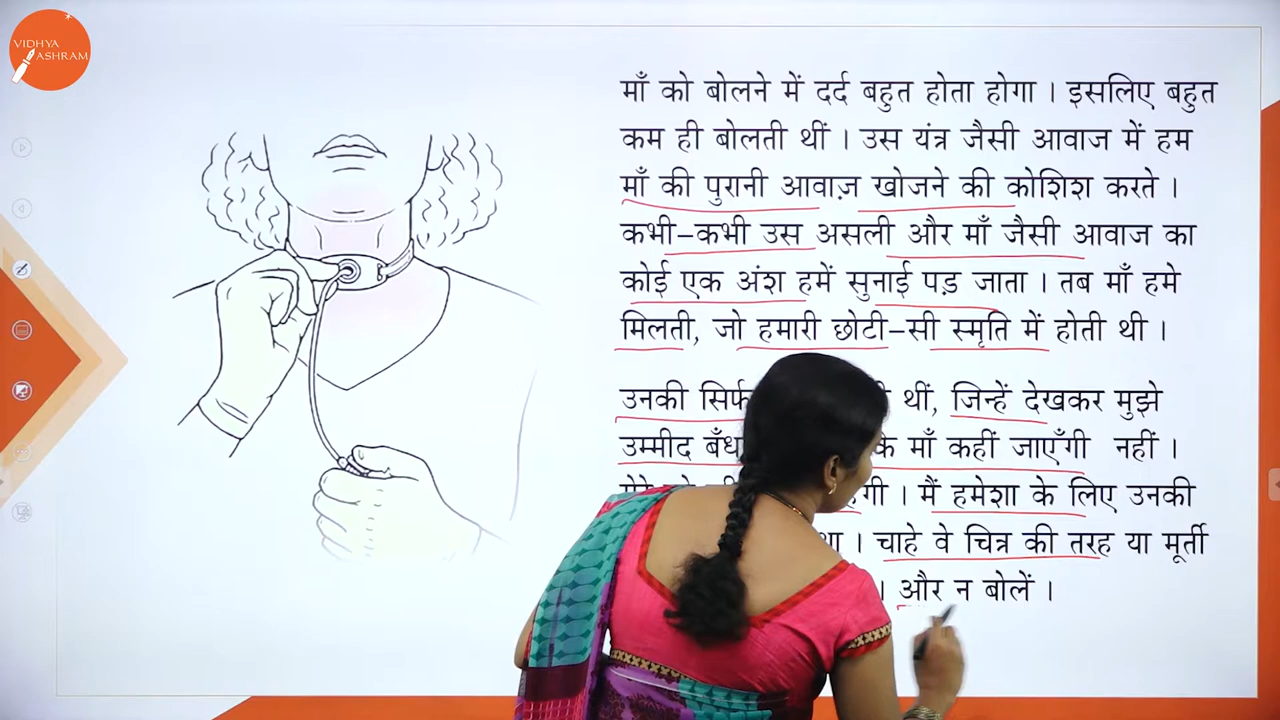 VIDHYA
ASHRAM
माँ को बोलने में दर्द बहुत होता होगा । इसलिए बहुत
कम ही बोलती थीं । उस यंत्र जैसी आवाज में हम
माँ की पुरानी आवाज़ खोजने की कोशिश करते ।
कभी–कभी उस असली और माँ जैसी आवाज का
कोई एक अंश हमें सुनाई पड़ जाता । तब माँ हमे
मिलती, जो हमारी छोटी–सी स्मृति में होती थी ।
उनकी सिर्फ थीं, जिन्हें देखकर मुझे
उम्मीद माँ कहीं जाएँगी नहीं ।
। मैं हमेशा के लिए उनकी
। चाहे वे चित्र की तरह या मूर्ती
। और न बोलें ।